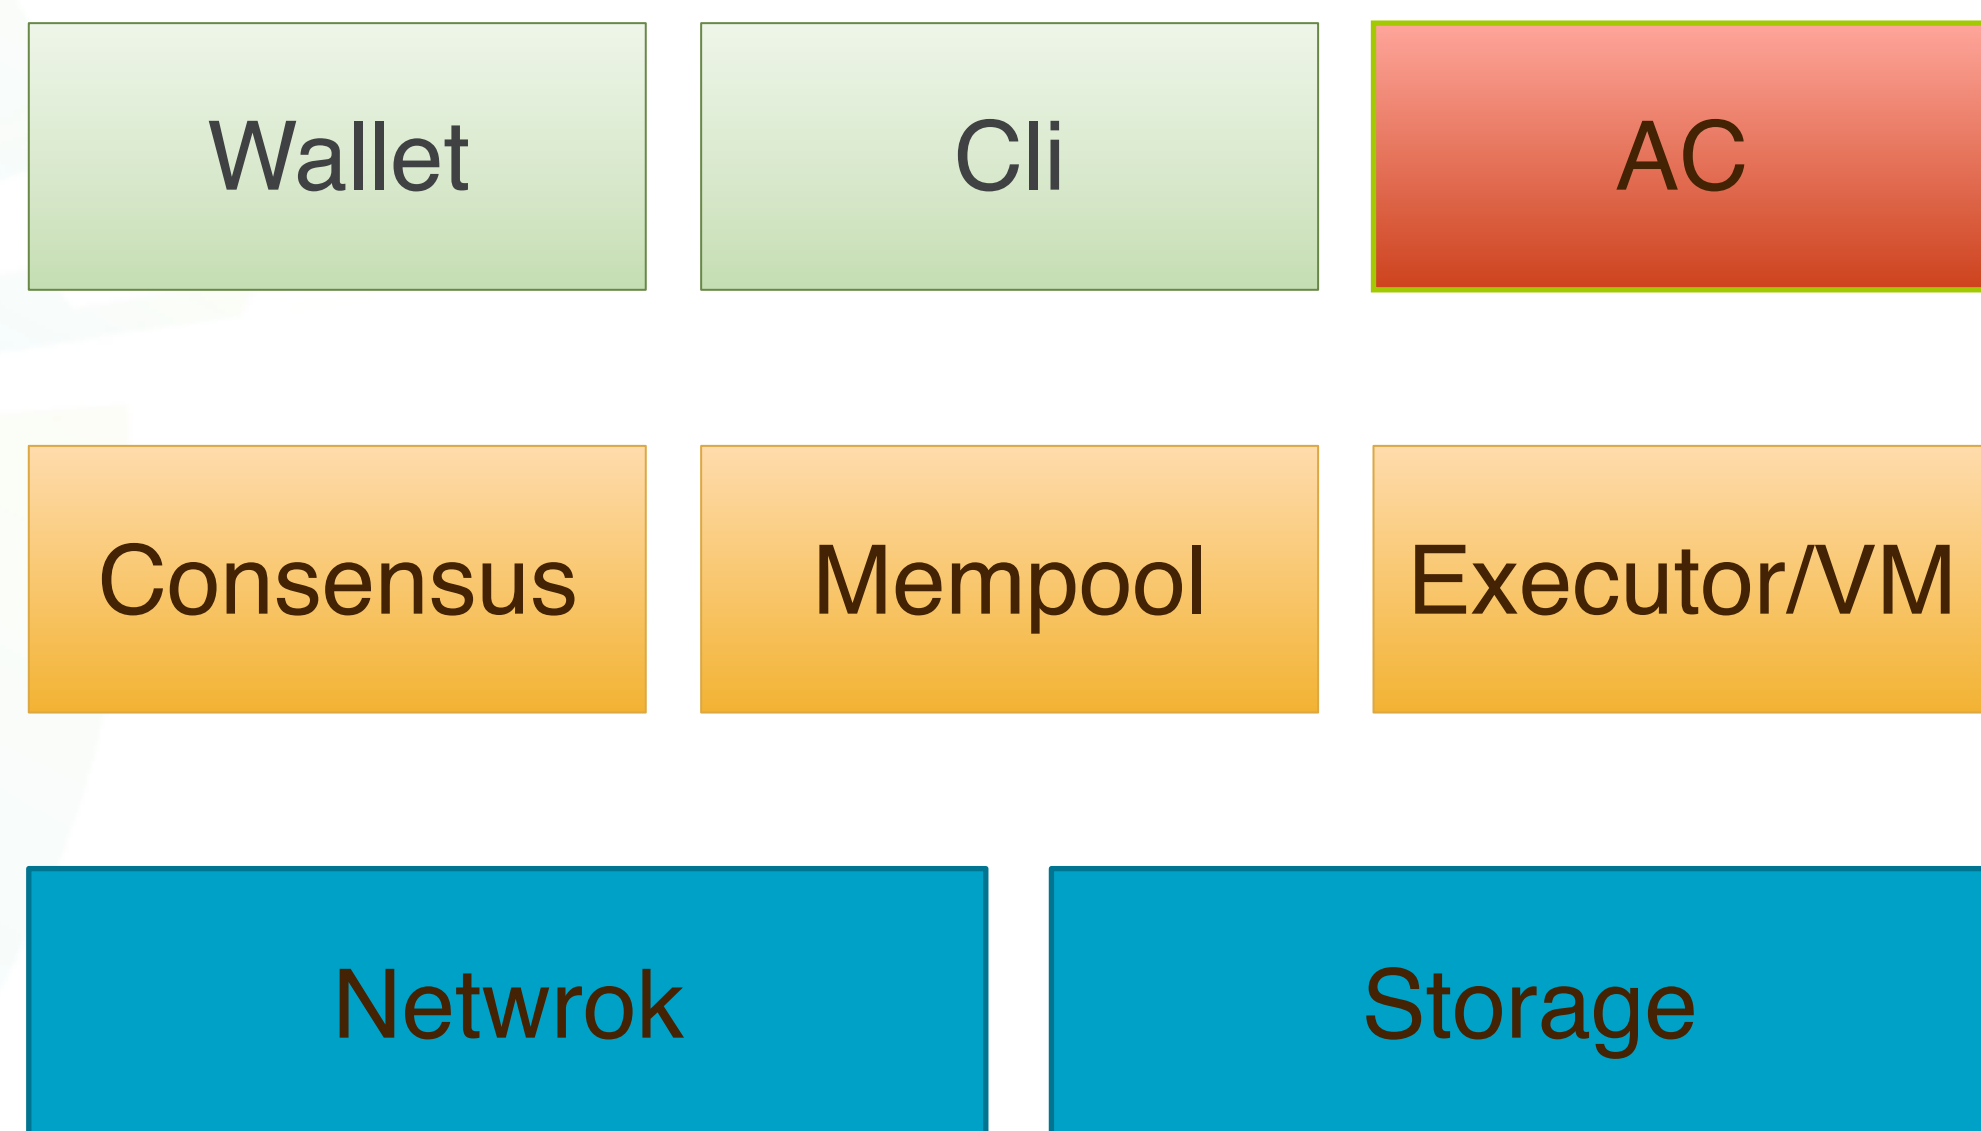 Wallet
Cli
AC
Consensus
Mempool
Executor/VM
Netwrok
Storage